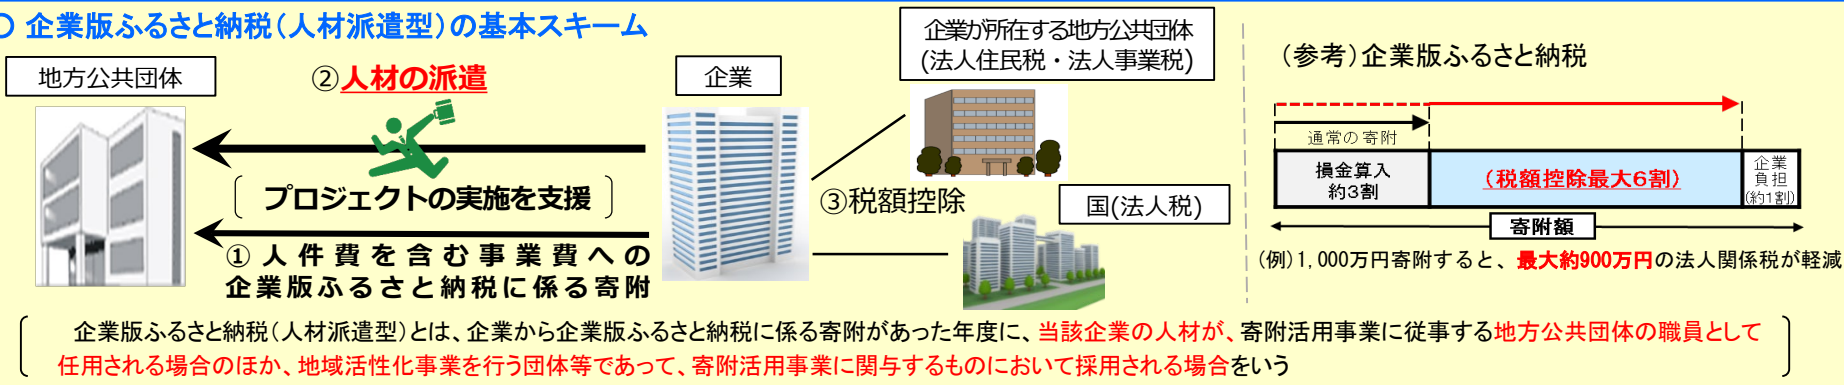 〇 企業版ふるさと納税(人材派遣型)の基本スキーム
地方公共団体
②人材の派遣
企業
企業が所在する地方公共団体
(法人住民税・法人事業税)
プロジェクトの実施を支援
①人件費を含む事業費への
企業版ふるさと納税に係る寄附
③税額控除
国(法人税)
(参考)企業版ふるさと納税
通常の寄附
損金算入
約3割
(税額控除最大6割)
企業
負担
(約1割)
寄附額
(例)1,000万円寄附すると、最大約900万円の法人関係税が軽減
企業版ふるさと納税(人材派遣型)とは、企業から企業版ふるさと納税に係る寄附があった年度に、当該企業の人材が、寄附活用事業に従事する地方公共団体の職員として
任用される場合のほか、地域活性化事業を行う団体等であって、寄附活用事業に関与するものにおいて採用される場合をいう